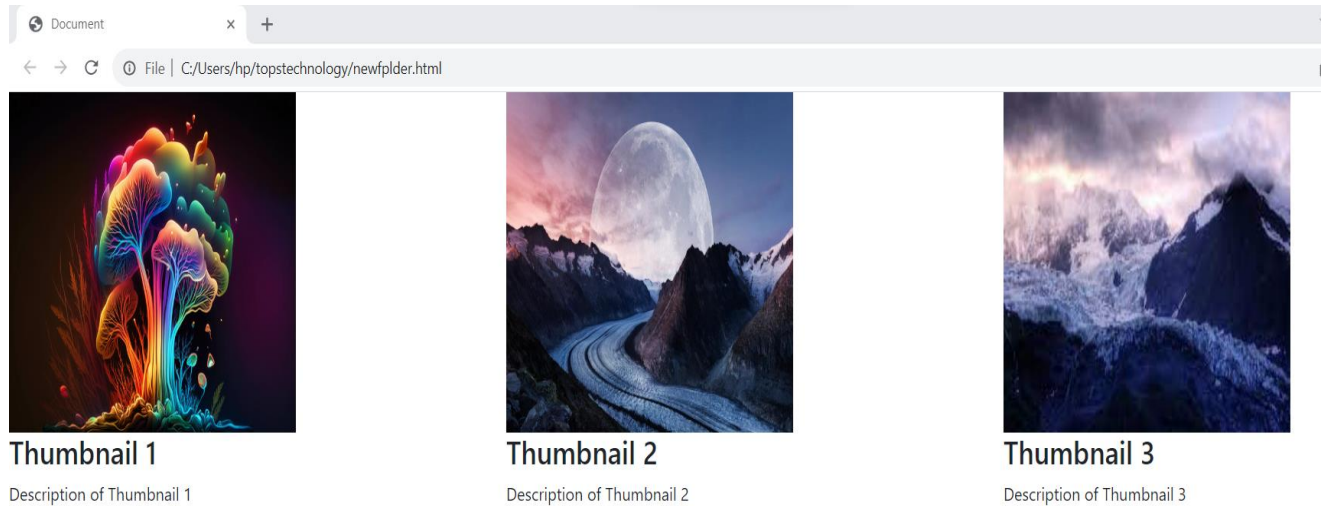 Document
File | C:/Users/hp/topstechnology/newfplder.html
Thumbnail 1
Thumbnail 2
Thumbnail 3
Description of Thumbnail 1
Description of Thumbnail 2
Description of Thumbnail 3